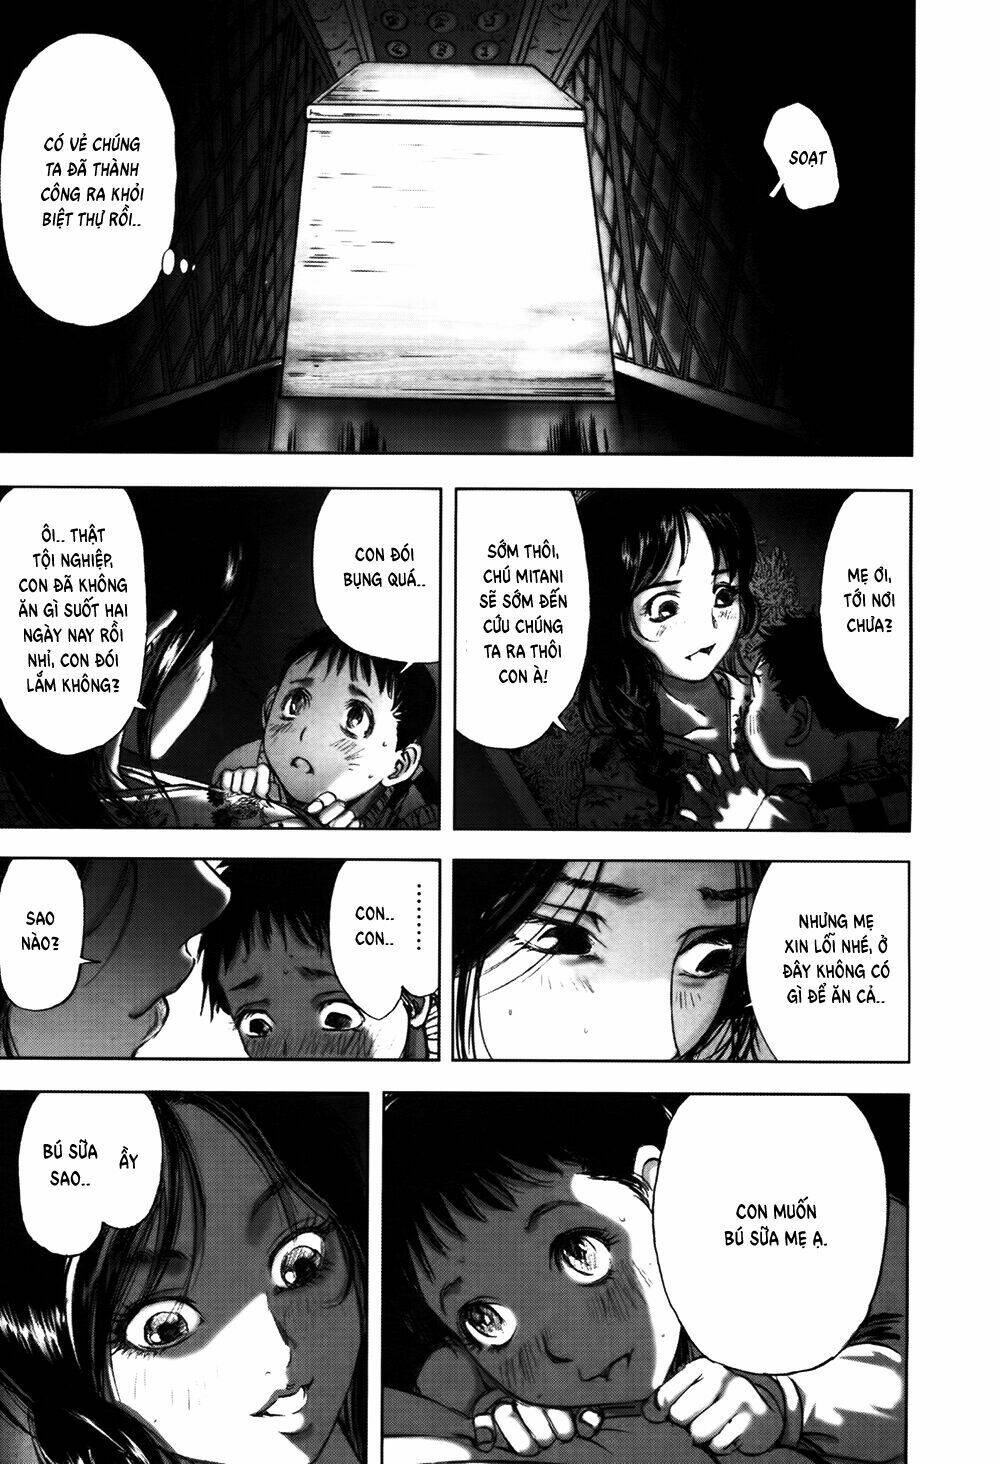 SOẠT
CÓ VẺ CHÚNG
TA ĐÃ THÀNH
CÔNG RA KHỎI
BIỆT THỰ RỒI..
MẸ ƠI,
TỚI NƠI
CHƯA?
SỚM THÔI,
CHÚ MITANI
SẼ SỚM ĐẾN
CỨU CHÚNG
TA RA THÔI
CON À!
CON ĐÓI
BỤNG QUÁ..
ÔI.. THẬT
TỘI NGHIỆP,
CON ĐÃ KHÔNG
ĂN GÌ SUỐT HAI
NGÀY NAY RỒI
NHỈ, CON ĐÓI
LẮM KHÔNG?
NHƯNG MẸ
XIN LỖI NHÉ, Ở
ĐÂY KHÔNG CÓ
GÌ ĐỂ ĂN CẢ..
.........
CON..
CON..
SAO
NÀO?
CON MUỐN
BÚ SỮA MẸ Ạ.
ẦY
BÚ SỮA
SAO..